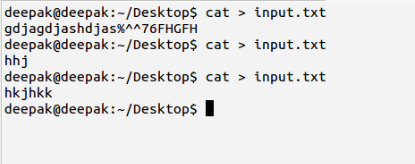 deepak@deepak:~/Desktop$ cat > input.txt
gdjagdjashdjas%^^76FHGFH
deepak@deepak:~/Desktop$ cat > input.txt
hhj
deepak@deepak:~/Desktop$ cat > input.txt
hkjhkk
deepak@deepak:~/Desktop$